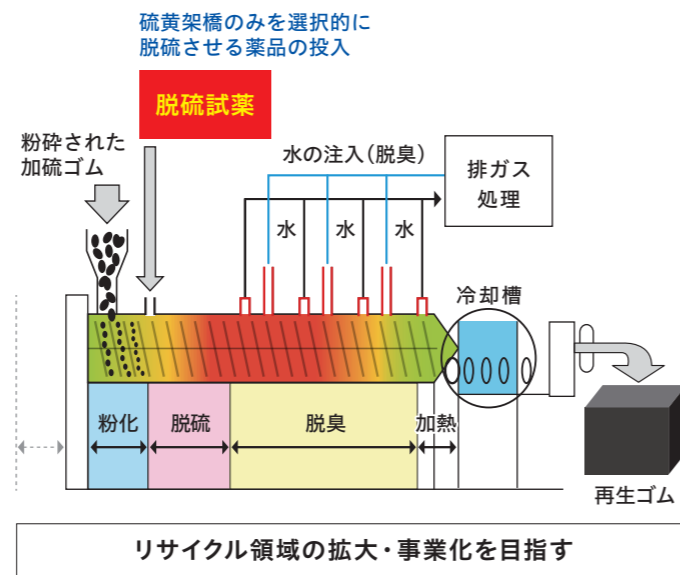 硫黄架橋のみを選択的に
脱硫させる薬品の投入
脱硫試薬
粉砕された
加硫ゴム
水の注入(脱臭)
排ガス
処理
水
水
水
冷却槽
粉化
脱硫
脱臭
加熱
再生ゴム
リサイクル領域の拡大・事業化を目指す